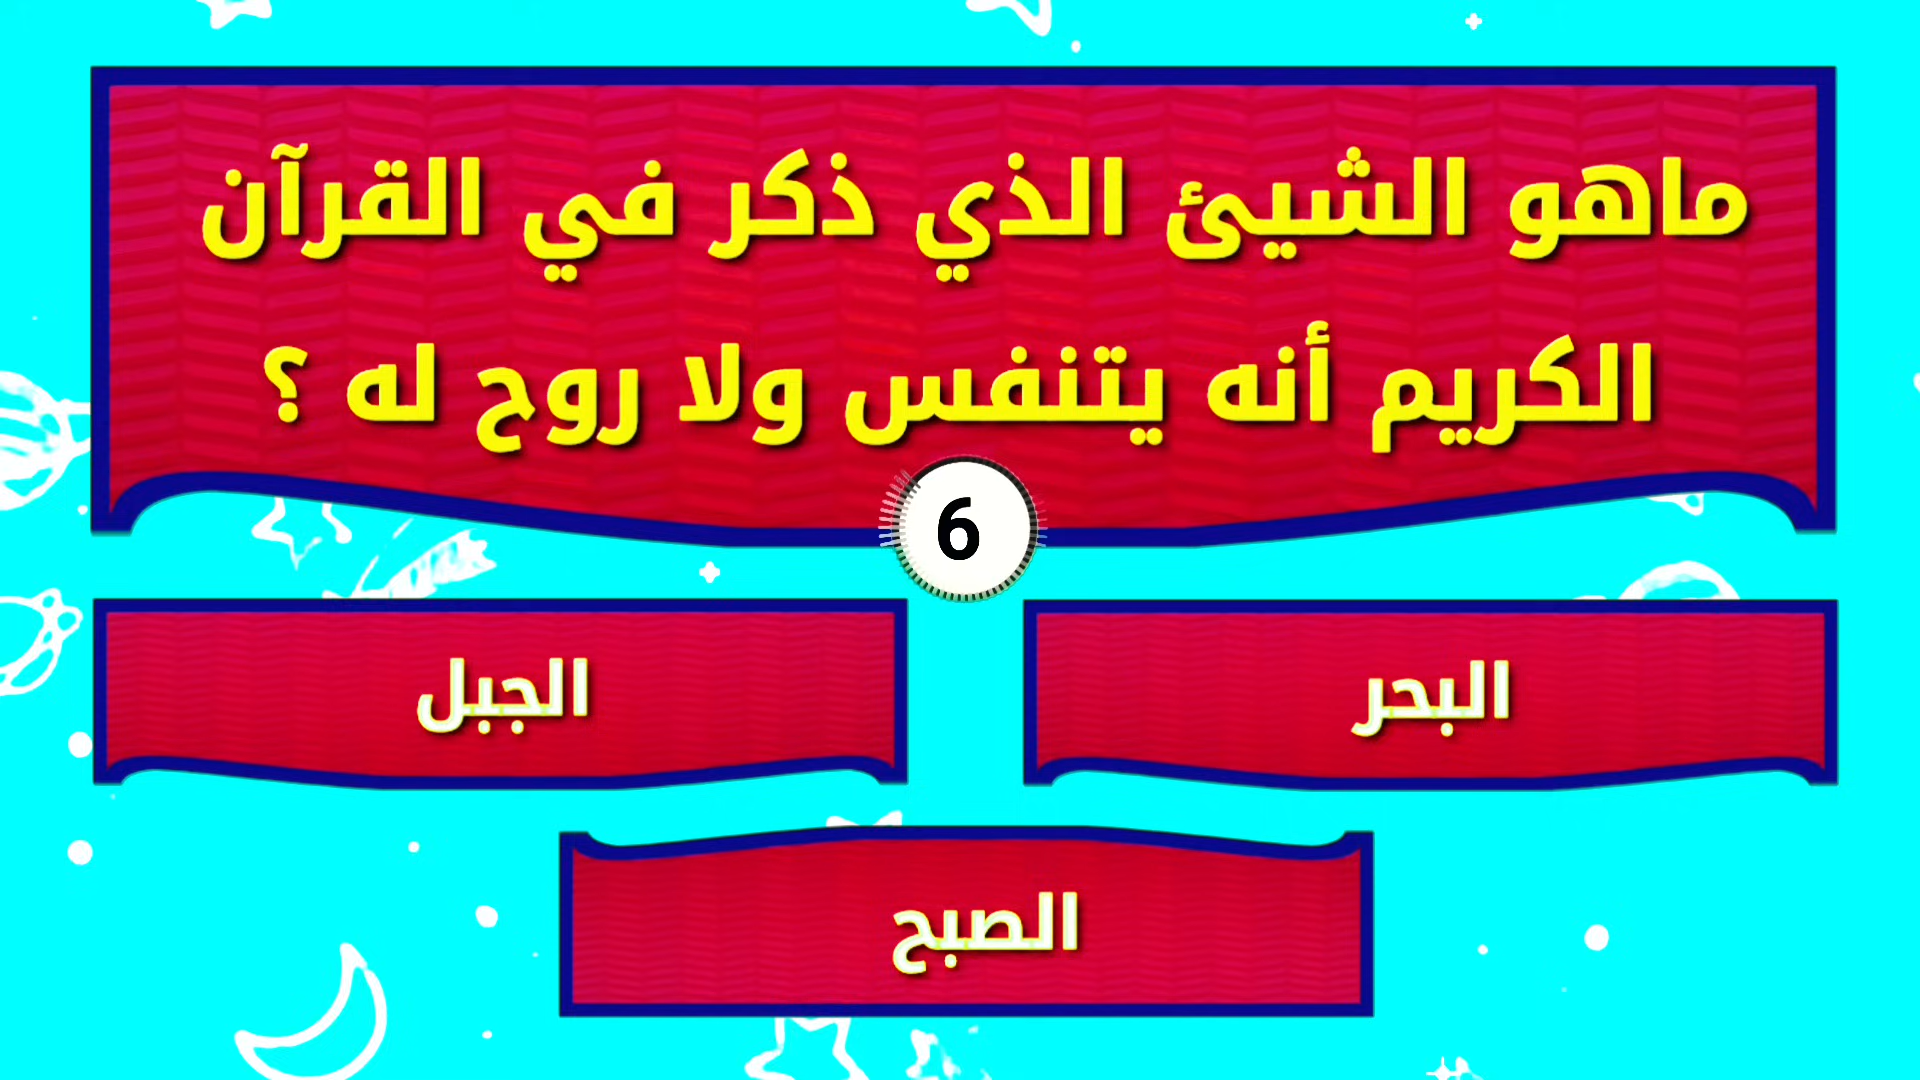 ماهو الشيئ الذي ذكر في القرآن
الكريم أنه يتنفس ولا روح له ؟
6
البحر
الجبل
الصبح